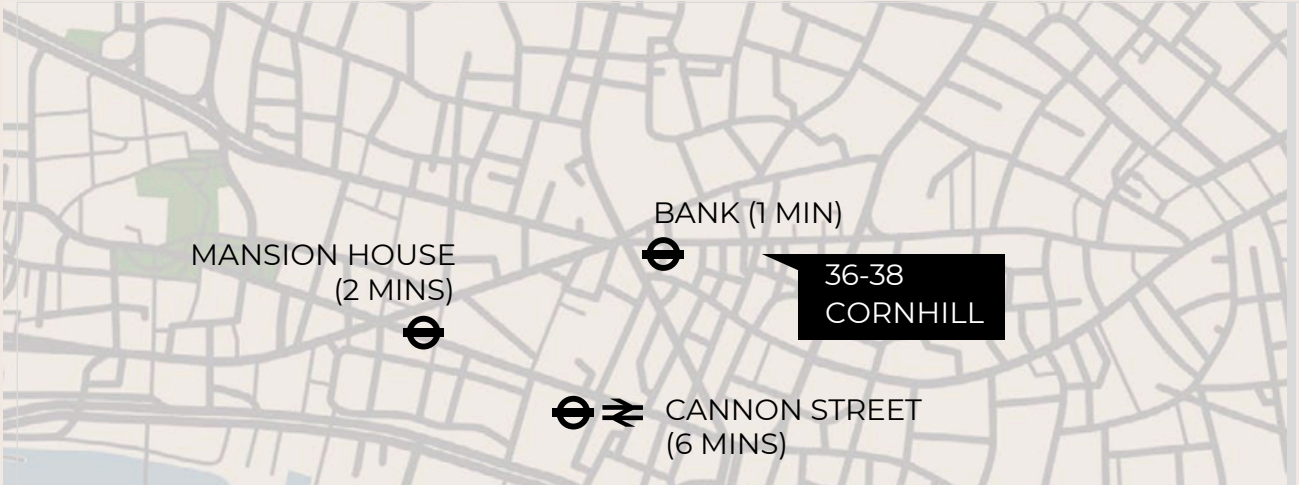 BANK (1 MIN)
MANSION HOUSE
(2 MINS)
36-38
CORNHILL
CANNON STREET
(6 MINS)